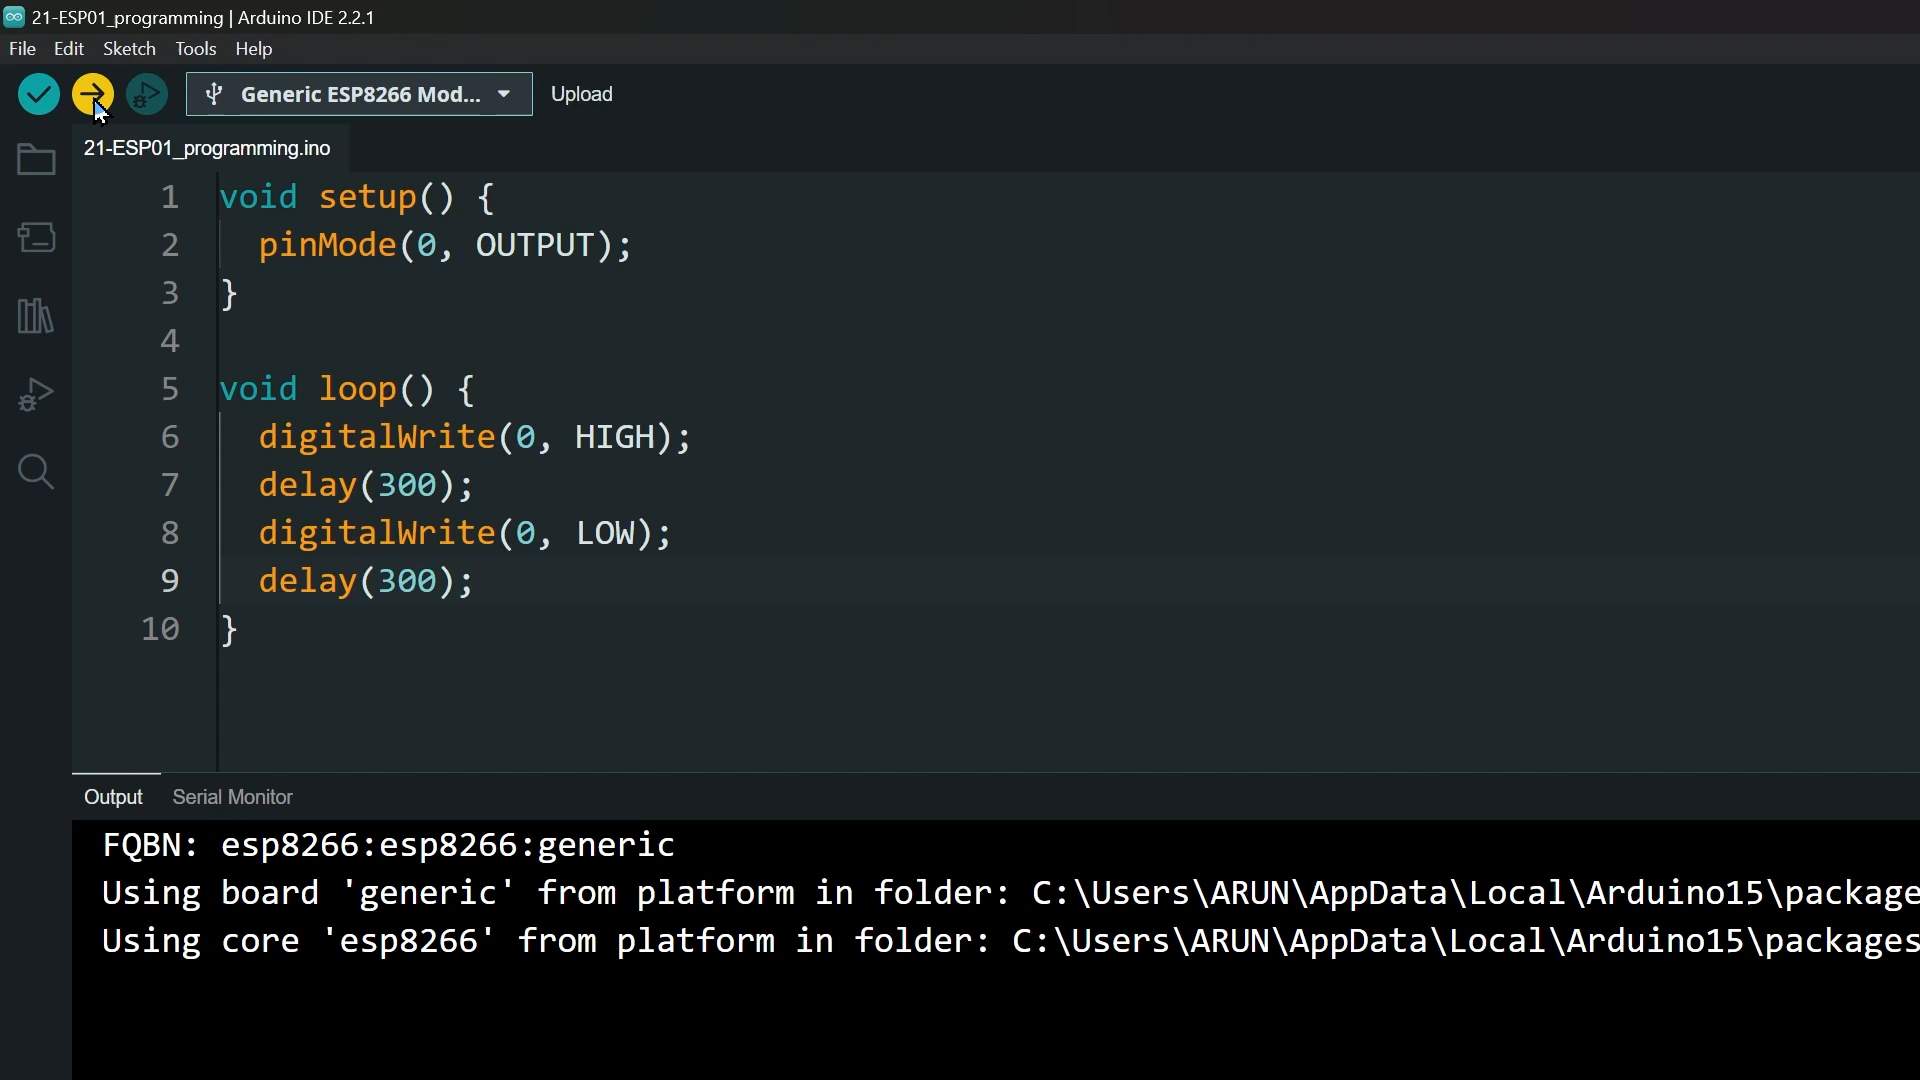 21-ESP01_programming | Arduino IDE 2.2.1
File Edit Sketch Tools Help
Generic ESP8266 Mod... Upload
21-ESP01_programming.ino
1 void setup() {
2 pinMode(0, OUTPUT);
3 }
4
5 void loop() {
6 digitalWrite(0, HIGH);
7 delay(300);
8 digitalWrite(0, LOW);
9 delay(300);
10 }
Output Serial Monitor
FQBN: esp8266:esp8266:generic
Using board 'generic' from platform in folder: C:\Users\ARUN\AppData\Local\Arduino15\package
Using core 'esp8266' from platform in folder: C:\Users\ARUN\AppData\Local\Arduino15\packages